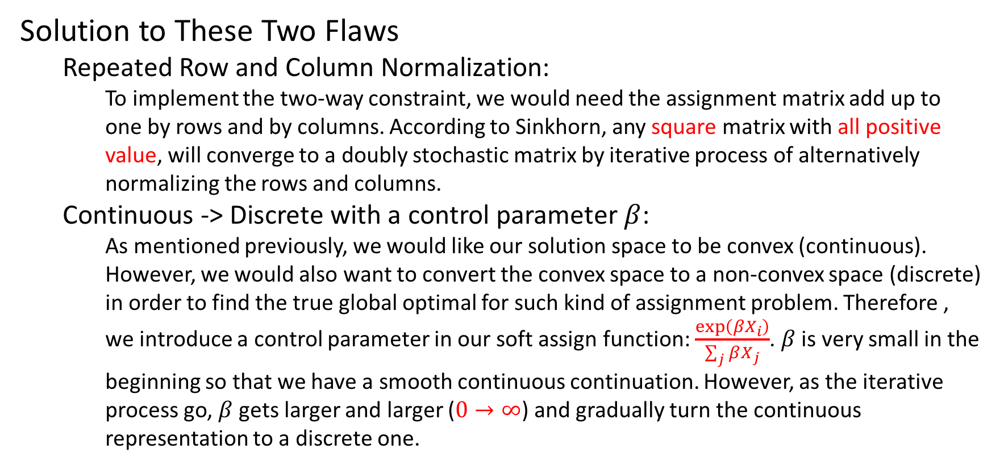 Solution to These Two Flaws
Repeated Row and Column Normalization:
To implement the two-way constraint, we would need the assignment matrix add up to
one by rows and by columns. According to Sinkhorn, any square matrix with all positive
value, will converge to a doubly stochastic matrix by iterative process of alternatively
normalizing the rows and columns.
Continuous -> Discrete with a control parameter β:
As mentioned previously, we would like our solution space to be convex (continuous).
However, we would also want to convert the convex space to a non-convex space (discrete)
in order to find the true global optimal for such kind of assignment problem. Therefore ,
we introduce a control parameter in our soft assign function: $\frac{\exp(\beta X_i)}{\sum_j \beta X_j}$. β is very small in the
beginning so that we have a smooth continuous continuation. However, as the iterative
process go, β gets larger and larger (0 → ∞) and gradually turn the continuous
representation to a discrete one.